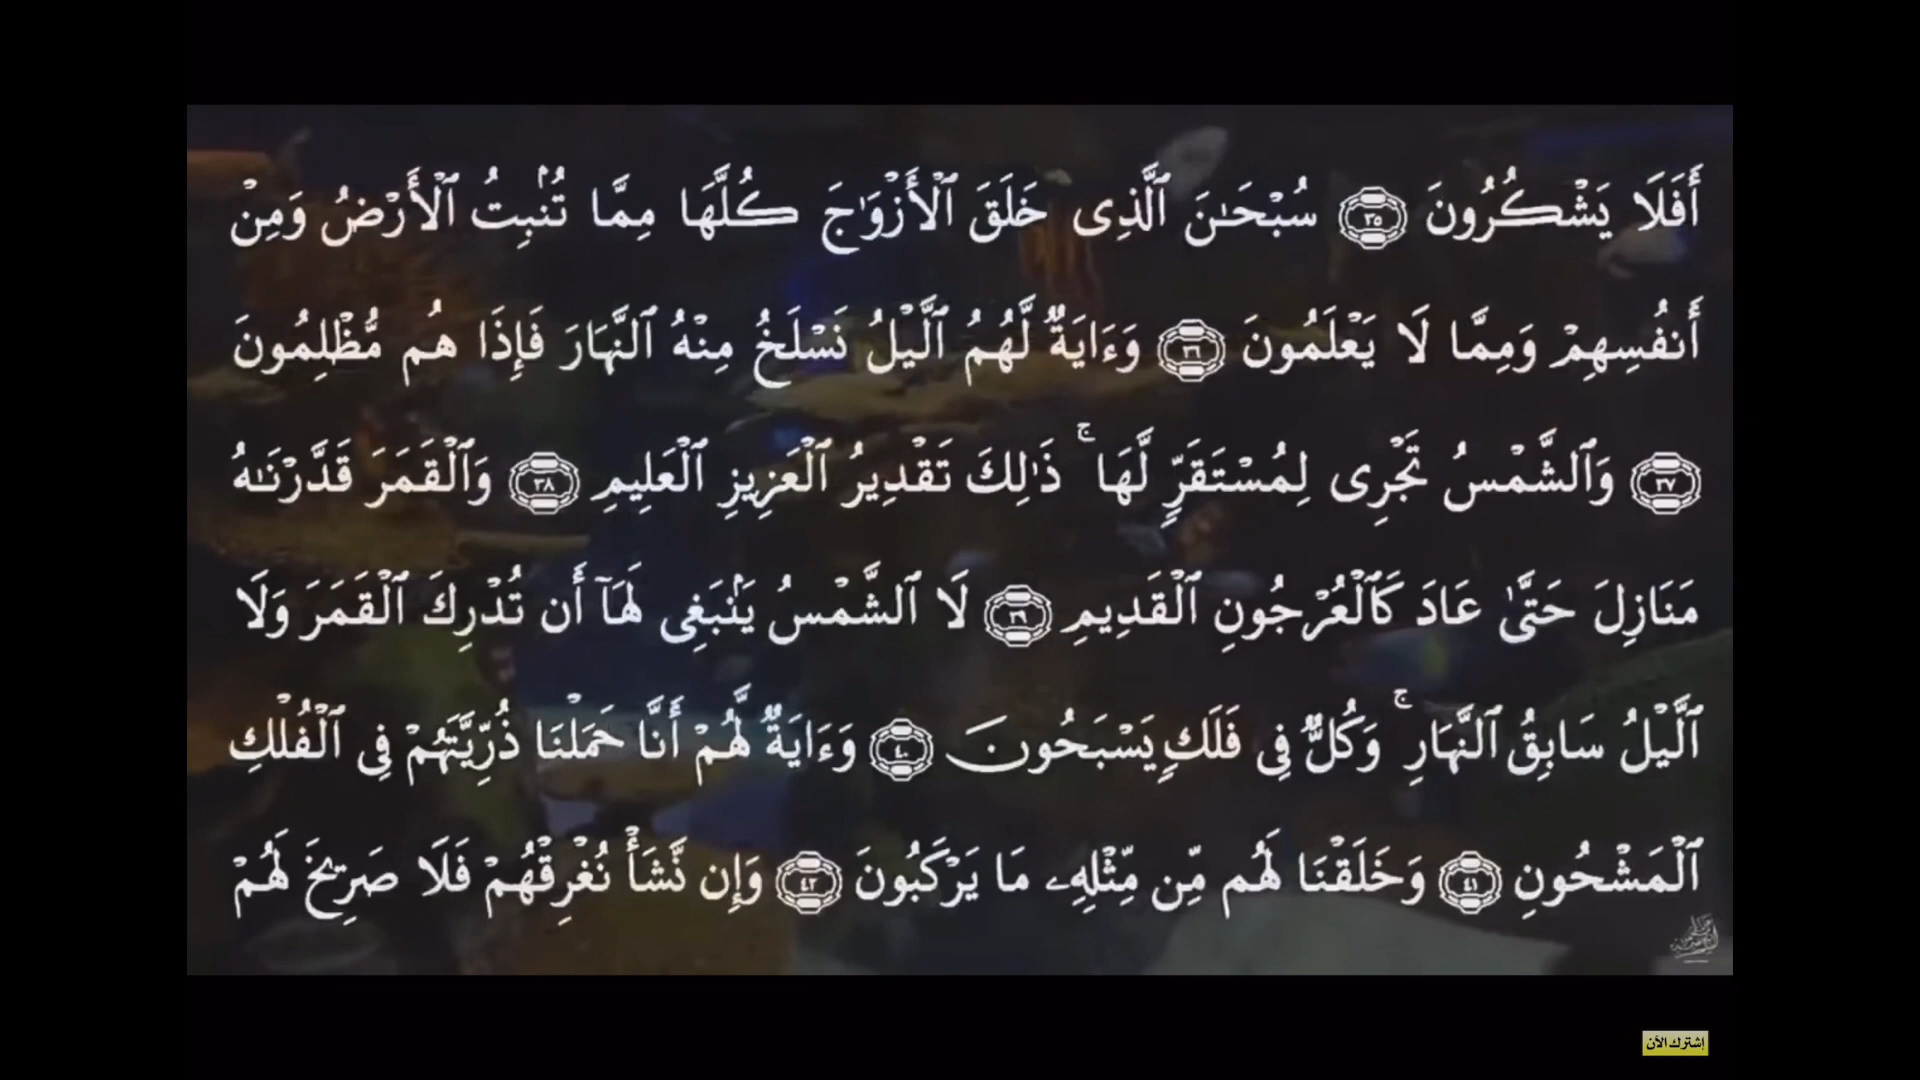 أَفَلَا يَشْكُرُونَ ٣٥ سُبْحَٰنَ ٱلَّذِى خَلَقَ ٱلْأَزْوَٰجَ كُلَّهَا مِمَّا تُنۢبِتُ ٱلْأَرْضُ وَمِنْ
أَنفُسِهِمْ وَمِمَّا لَا يَعْلَمُونَ ٣٦ وَءَايَةٌ لَّهُمُ ٱلَّيْلُ نَسْلَخُ مِنْهُ ٱلنَّهَارَ فَإِذَا هُم مُّظْلِمُونَ
٣٧ وَٱلشَّمْسُ تَجْرِى لِمُسْتَقَرٍّ لَّهَا ۚ ذَٰلِكَ تَقْدِيرُ ٱلْعَزِيزِ ٱلْعَلِيمِ ٣٨ وَٱلْقَمَرَ قَدَّرْنَٰهُ
مَنَازِلَ حَتَّىٰ عَادَ كَٱلْعُرْجُونِ ٱلْقَدِيمِ ٣٩ لَا ٱلشَّمْسُ يَنۢبَغِى لَهَآ أَن تُدْرِكَ ٱلْقَمَرَ وَلَا
ٱلَّيْلُ سَابِقُ ٱلنَّهَارِ ۚ وَكُلٌّ فِى فَلَكٍ يَسْبَحُونَ ٤٠ وَءَايَةٌ لَّهُمْ أَنَّا حَمَلْنَا ذُرِّيَّتَهُمْ فِى ٱلْفُلْكِ
ٱلْمَشْحُونِ ٤١ وَخَلَقْنَا لَهُم مِّن مِّثْلِهِۦ مَا يَرْكَبُونَ ٤٢ وَإِن نَّشَأْ نُغْرِقْهُمْ فَلَا صَرِيخَ لَهُمْ
إشترك الآن